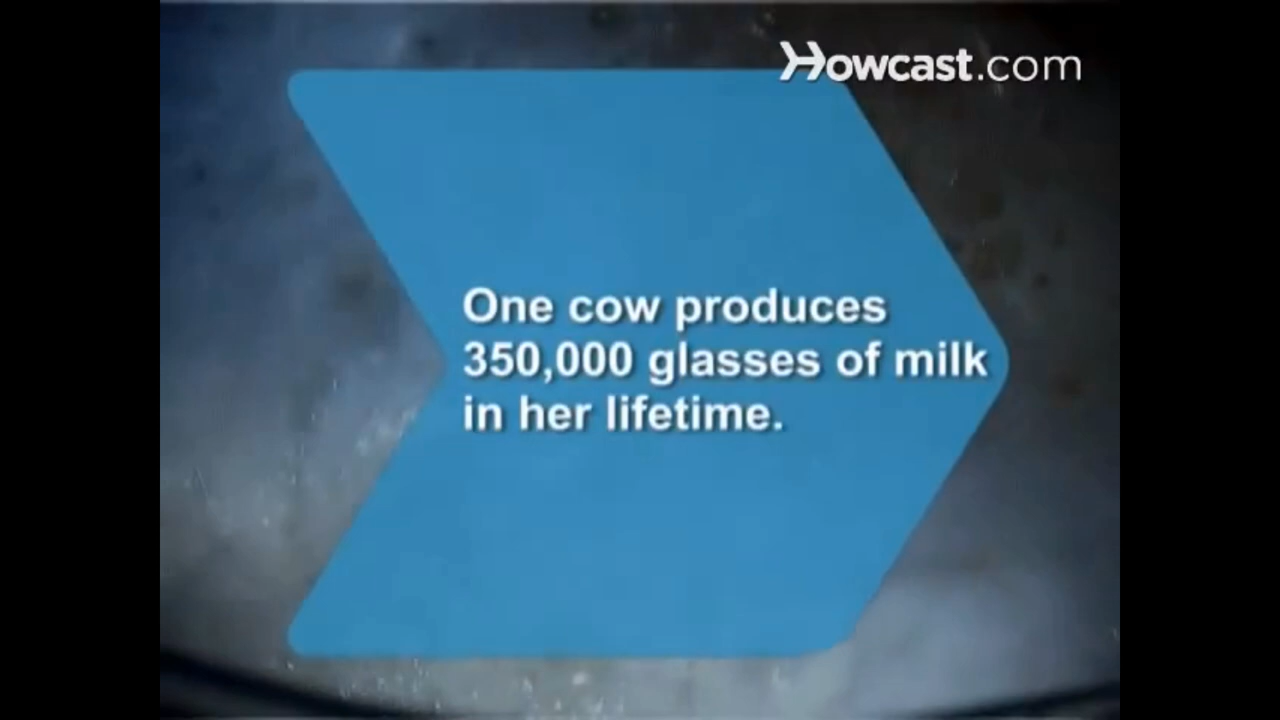 Howcast.com
One cow produces
350,000 glasses of milk
in her lifetime.